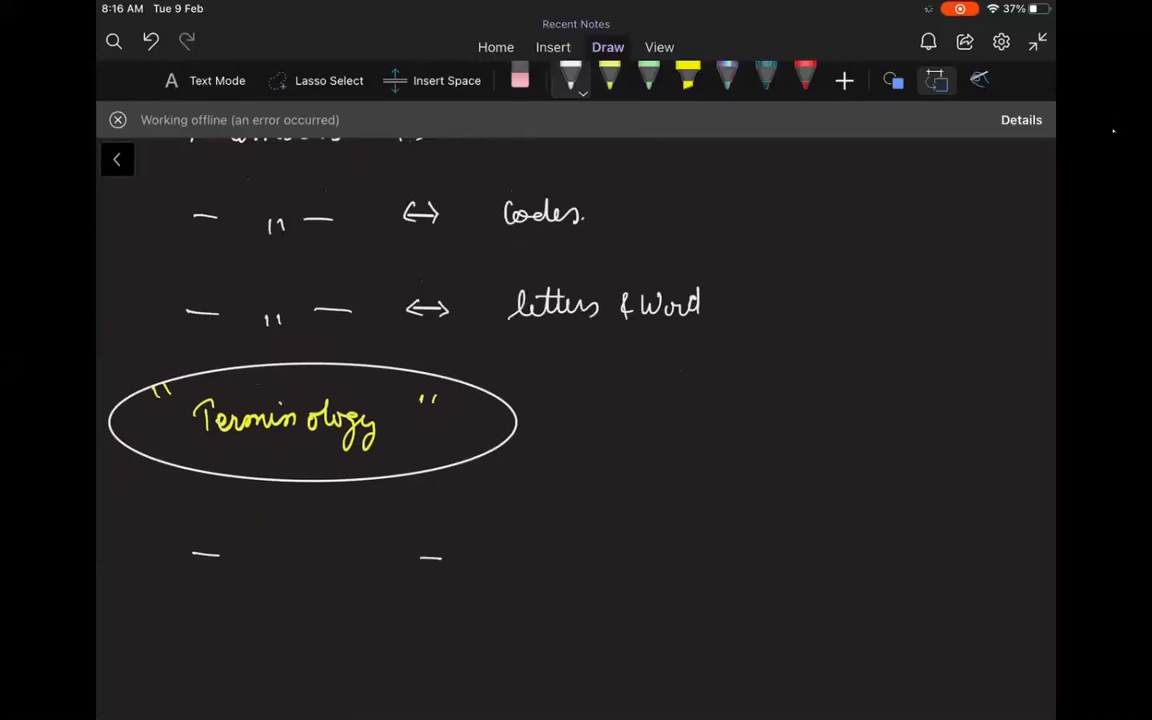 8:16 AM Tue 9 Feb
37%
Recent Notes
Home Insert Draw View
Text Mode Lasso Select Insert Space
Working offline (an error occurred) Details
— " — ⟷ Codes.
— " — ⟷ letters & Word
" Terminology "
— —